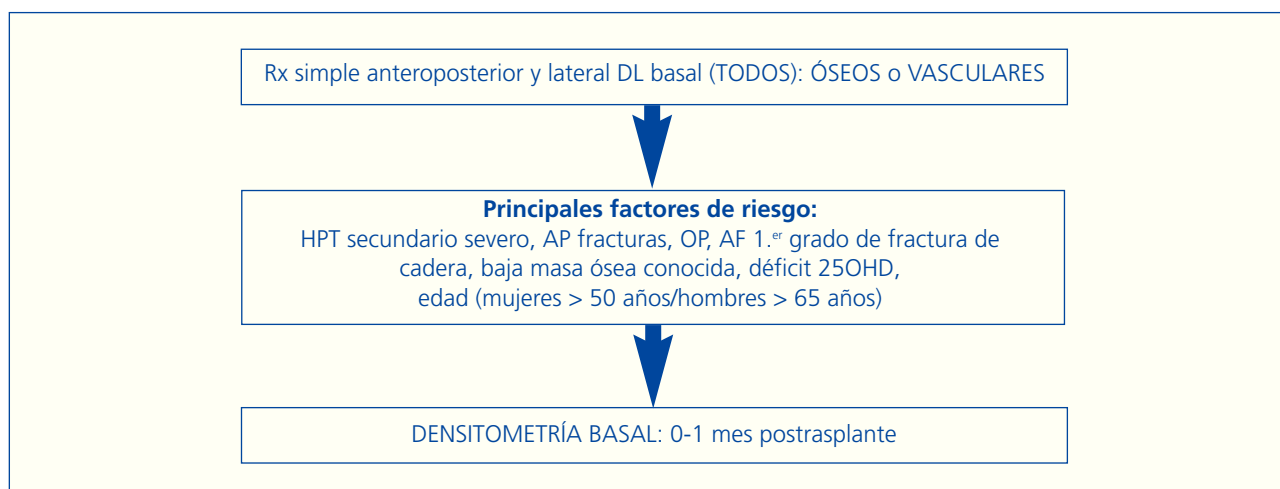 Rx simple anteroposterior y lateral DL basal (TODOS): ÓSEOS o VASCULARES
Principales factores de riesgo:
HPT secundario severo, AP fracturas, OP, AF 1.er grado de fractura de
cadera, baja masa ósea conocida, déficit 25OHD,
edad (mujeres > 50 años/hombres > 65 años)
DENSITOMETRÍA BASAL: 0-1 mes postrasplante